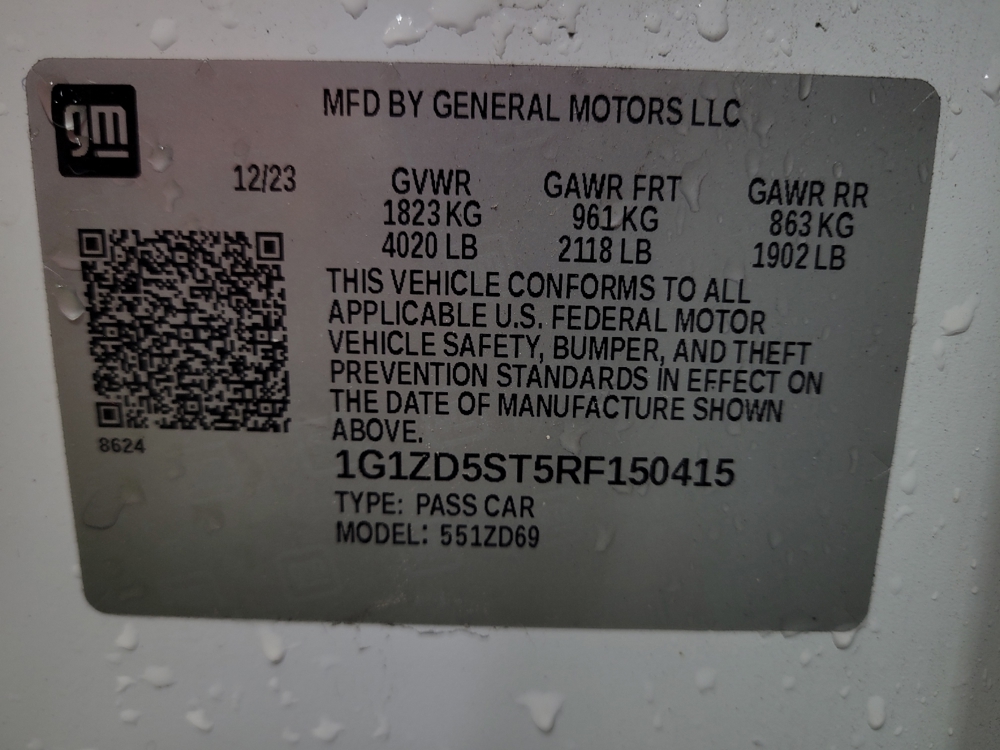 gm
MFD BY GENERAL MOTORS LLC
12/23
GVWR GAWR FRT GAWR RR
1823 KG 961 KG 863 KG
4020 LB 2118 LB 1902 LB
THIS VEHICLE CONFORMS TO ALL
APPLICABLE U.S. FEDERAL MOTOR
VEHICLE SAFETY, BUMPER, AND THEFT
PREVENTION STANDARDS IN EFFECT ON
THE DATE OF MANUFACTURE SHOWN
ABOVE.
8624
1G1ZD5ST5RF150415
TYPE: PASS CAR
MODEL: 551ZD69